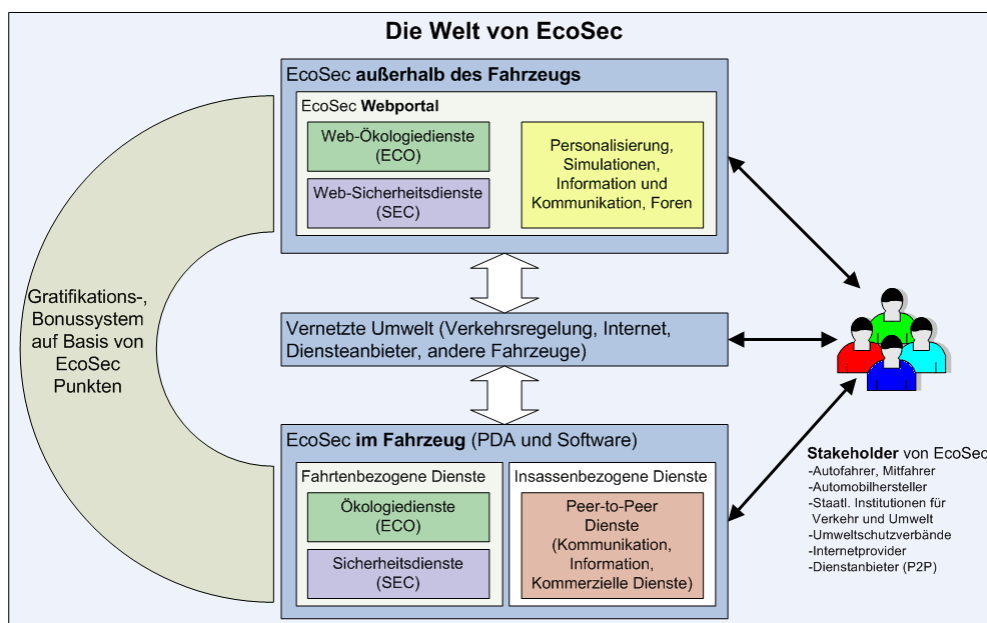 Die Welt von EcoSec
EcoSec außerhalb des Fahrzeugs
EcoSec Webportal
Web-Ökologiedienste
(ECO)
Web-Sicherheitsdienste
(SEC)
Personalisierung,
Simulationen,
Information und
Kommunikation, Foren
Gratifikations-,
Bonussystem
auf Basis von
EcoSec
Punkten
Vernetzte Umwelt (Verkehrsregelung, Internet,
Diensteanbieter, andere Fahrzeuge)
EcoSec im Fahrzeug (PDA und Software)
Fahrtenbezogene Dienste
Ökologiedienste
(ECO)
Sicherheitsdienste
(SEC)
Insassenbezogene Dienste
Peer-to-Peer
Dienste
(Kommunikation,
Information,
Kommerzielle Dienste)
Stakeholder von EcoSec
-Autofahrer, Mitfahrer
-Automobilhersteller
-Staatl. Institutionen für
Verkehr und Umwelt
-Umweltschutzverbände
-Internetprovider
-Dienstanbieter (P2P)